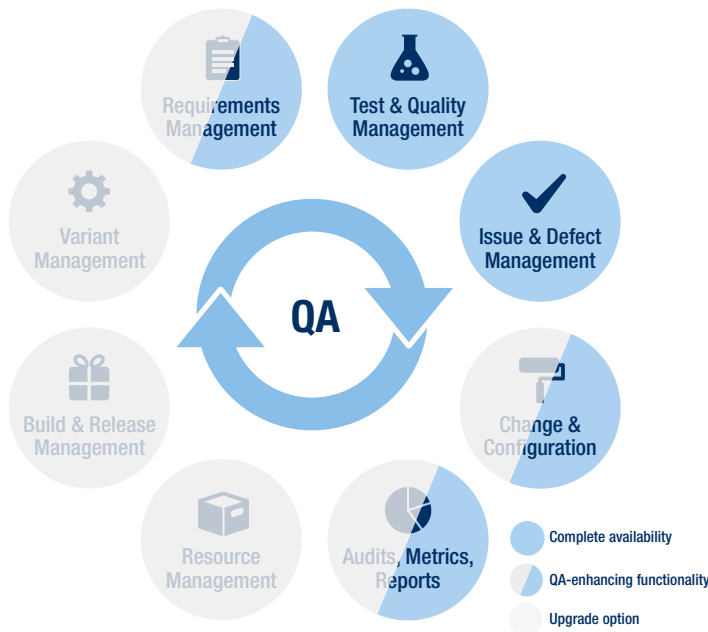 Requirements
Management
Test & Quality
Management
Variant
Management
Issue & Defect
Management
QA
Build & Release
Management
Change &
Configuration
Resource
Management
Audits, Metrics,
Reports
Complete availability
QA-enhancing functionality
Upgrade option